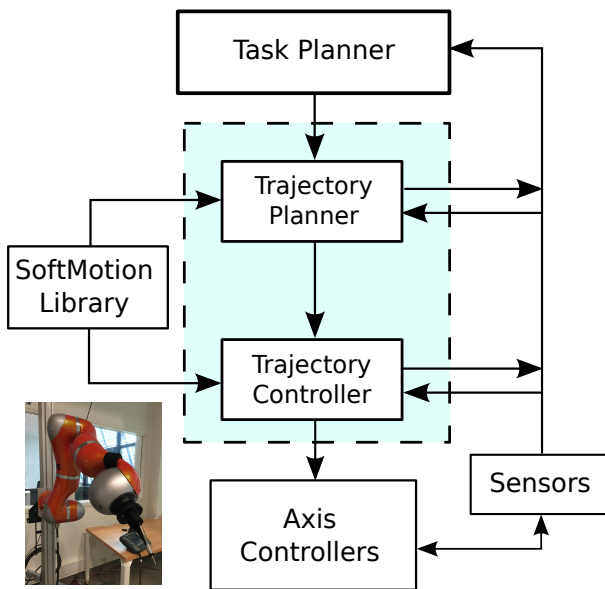 Task Planner
Trajectory
Planner
SoftMotion
Library
Trajectory
Controller
Sensors
Axis
Controllers